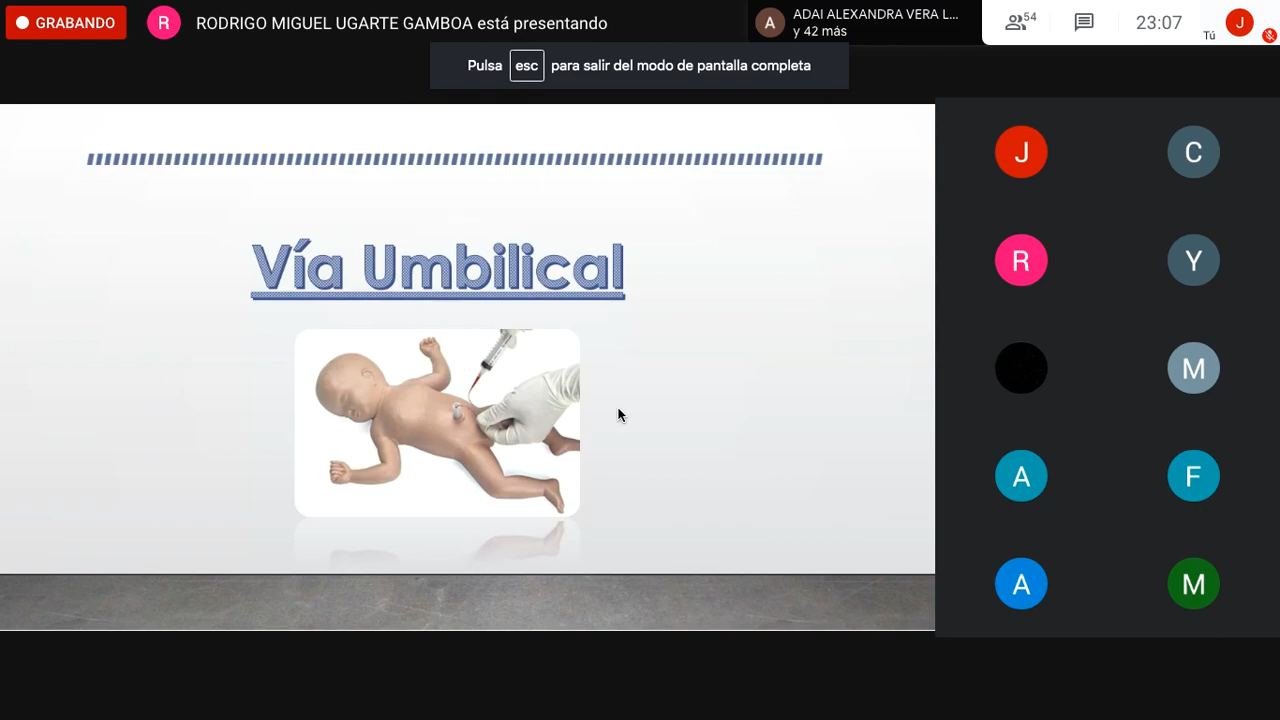 GRABANDO
R
RODRIGO MIGUEL UGARTE GAMBOA está presentando
A
ADAI ALEXANDRA VERA L...
y 42 más
54
23:07
Tú
J
Pulsa esc para salir del modo de pantalla completa
Vía Umbilical
J
C
R
Y
M
A
F
A
M